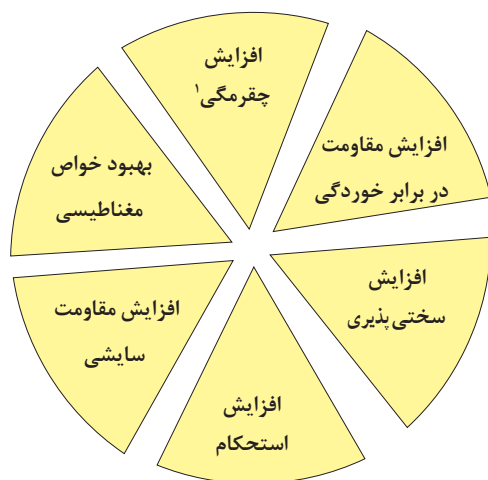 افزایش
چقرمگی۱
افزایش مقاومت
در برابر خوردگی
افزایش
سختی‌پذیری
افزایش
استحکام
افزایش مقاومت
سایشی
بهبود خواص
مغناطیسی